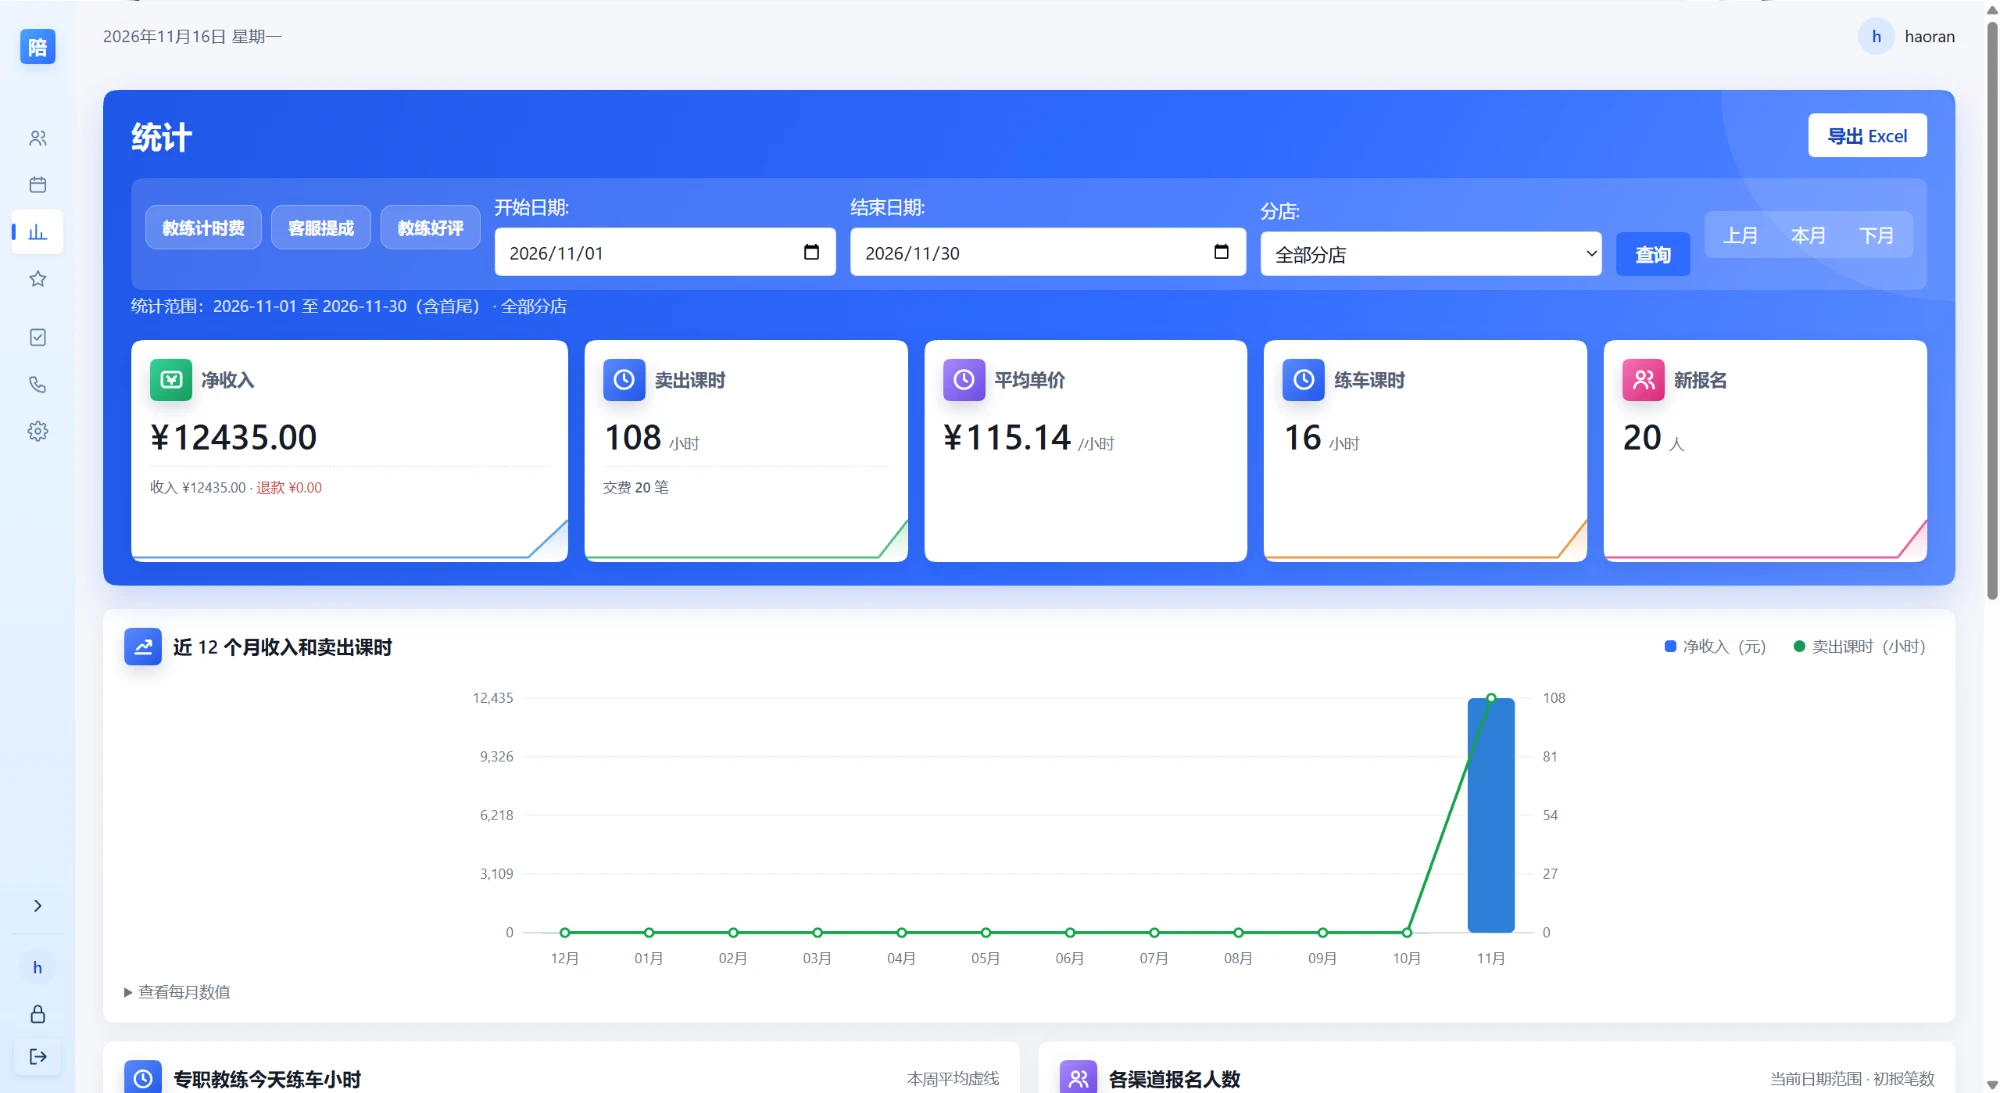 陪
2026年11月16日 星期一
h haoran
统计
导出 Excel
教练计时费 客服提成 教练好评
开始日期:
2026/11/01
结束日期:
2026/11/30
分店:
全部分店
查询
上月 本月 下月
统计范围：2026-11-01 至 2026-11-30（含首尾） · 全部分店
净收入
¥12435.00
收入 ¥12435.00 · 退款 ¥0.00
卖出课时
108 小时
交费 20 笔
平均单价
¥115.14 /小时
练车课时
16 小时
新报名
20 人
近 12 个月收入和卖出课时
净收入（元） 卖出课时（小时）
12,435 108
9,326 81
6,218 54
3,109 27
0 0
12月 01月 02月 03月 04月 05月 06月 07月 08月 09月 10月 11月
查看每月数值
h
专职教练今天练车小时
本周平均虚线
各渠道报名人数
当前日期范围 · 初报笔数